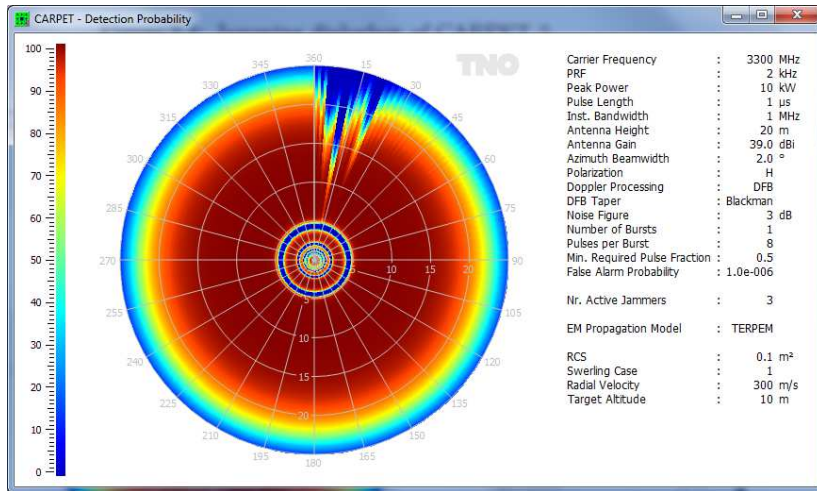 CARPET - Detection Probability
TNO
100
90
80
70
60
50
40
30
20
10
0
360
15
30
45
60
75
90
105
120
135
150
165
180
195
210
225
240
255
270
285
300
315
330
345
5
10
15
20
5
10
15
20
Carrier Frequency : 3300 MHz
PRF : 2 kHz
Peak Power : 10 kW
Pulse Length : 1 µs
Inst. Bandwidth : 1 MHz
Antenna Height : 20 m
Antenna Gain : 39.0 dBi
Azimuth Beamwidth : 2.0 °
Polarization : H
Doppler Processing : DFB
DFB Taper : Blackman
Noise Figure : 3 dB
Number of Bursts : 1
Pulses per Burst : 8
Min. Required Pulse Fraction : 0.5
False Alarm Probability : 1.0e-006
Nr. Active Jammers : 3
EM Propagation Model : TERPEM
RCS : 0.1 m²
Swerling Case : 1
Radial Velocity : 300 m/s
Target Altitude : 10 m